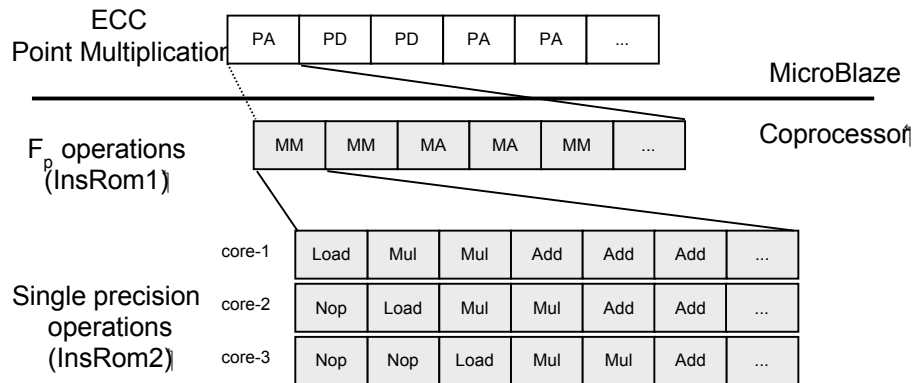 ECC
Point Multiplication
PA PD PD PA PA ...
MicroBlaze
Coprocessor
Fp operations
(InsRom1)
MM MM MA MA MM ...
core-1 Load Mul Mul Add Add Add ...
Single precision
operations
(InsRom2)
core-2 Nop Load Mul Mul Add Add ...
core-3 Nop Nop Load Mul Mul Add ...